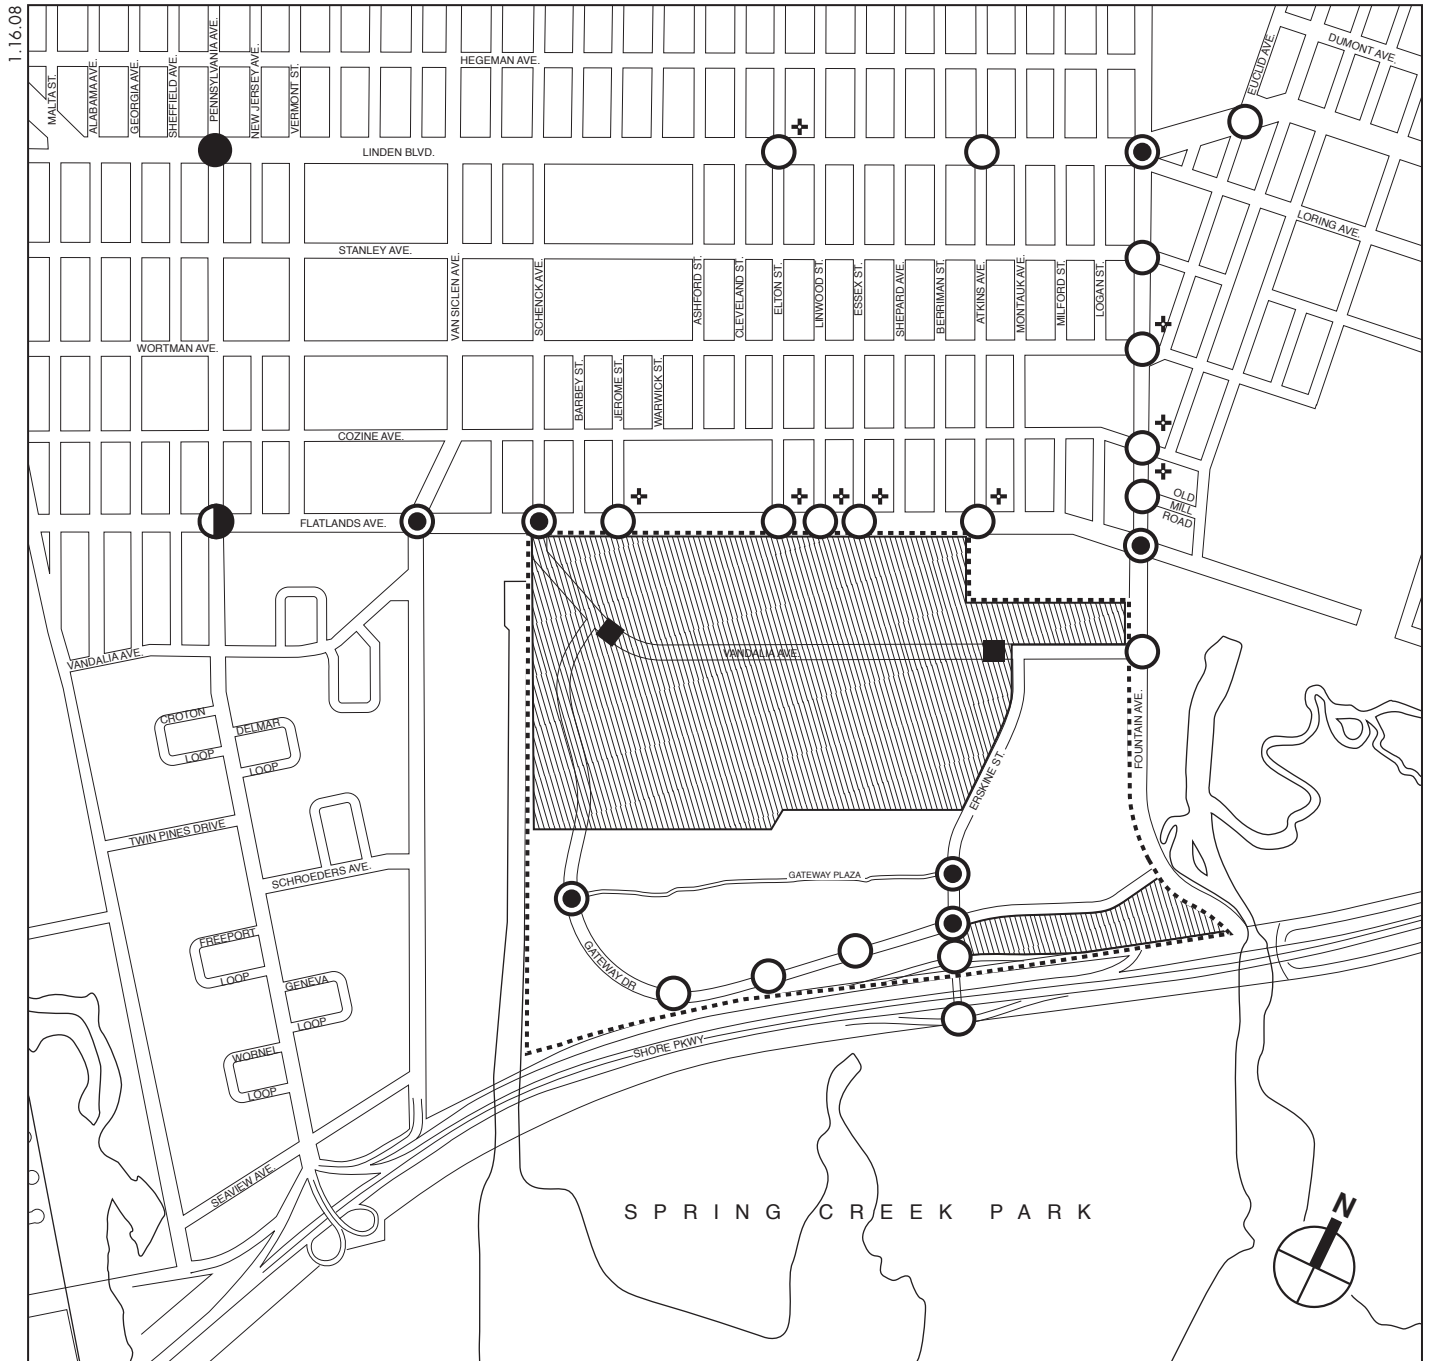 1.16.08
HEGEMAN AVE.
DUMONT AVE.
EUCLID AVE.
MALTA ST.
ALABAMA AVE.
GEORGIA AVE.
SHEFFIELD AVE.
PENNSYLVANIA AVE.
NEW JERSEY AVE.
VERMONT ST.
LINDEN BLVD.
LORING AVE.
STANLEY AVE.
VAN SICLEN AVE.
SCHENCK AVE.
ASHFORD ST.
CLEVELAND ST.
ELTON ST.
LINWOOD ST.
ESSEX ST.
SHEPARD AVE.
BERRIMAN ST.
ATKINS AVE.
MONTAUK AVE.
MILFORD ST.
LOGAN ST.
WORTMAN AVE.
BARBEY ST.
JEROME ST.
WARWICK ST.
COZINE AVE.
OLD
MILL
ROAD
FLATLANDS AVE.
VANDALIA AVE.
VANDALIA AVE.
FOUNTAIN AVE.
CROTON
LOOP
DELMAR
LOOP
ERSKINE ST.
TWIN PINES DRIVE
SCHROEDERS AVE.
GATEWAY PLAZA
FREEPORT
LOOP
GATEWAY DR.
GENEVA
LOOP
SHORE PKWY
WORNEL
LOOP
SEAVIEW AVE.
SPRING CREEK PARK
N